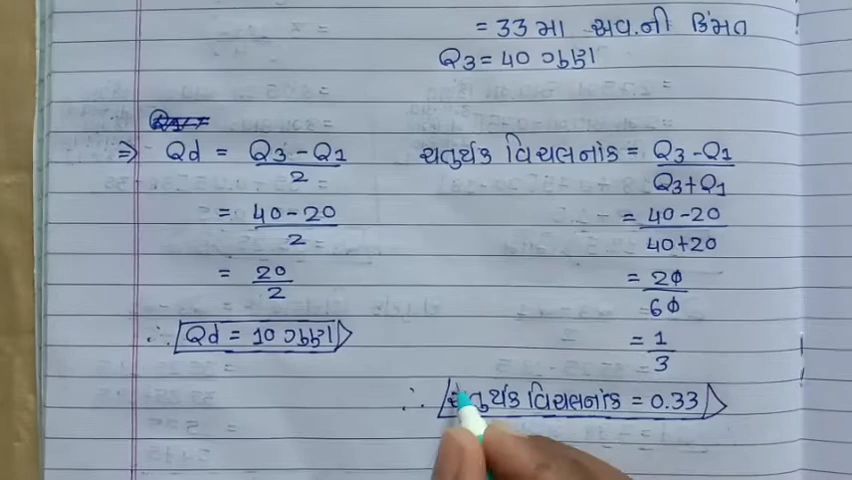 = 33 મા અવ.ની કિંમત
Q3 = 40 ગુણ
⇒ Qd = Q3 - Q1 / 2
= 40 - 20 / 2
= 20 / 2
∴ Qd = 10 ગુણ
ચતુર્થક વિચલનાંક = Q3 - Q1 / Q3 + Q1
= 40 - 20 / 40 + 20
= 20 / 60
= 1 / 3
∴ ચતુર્થક વિચલનાંક = 0.33